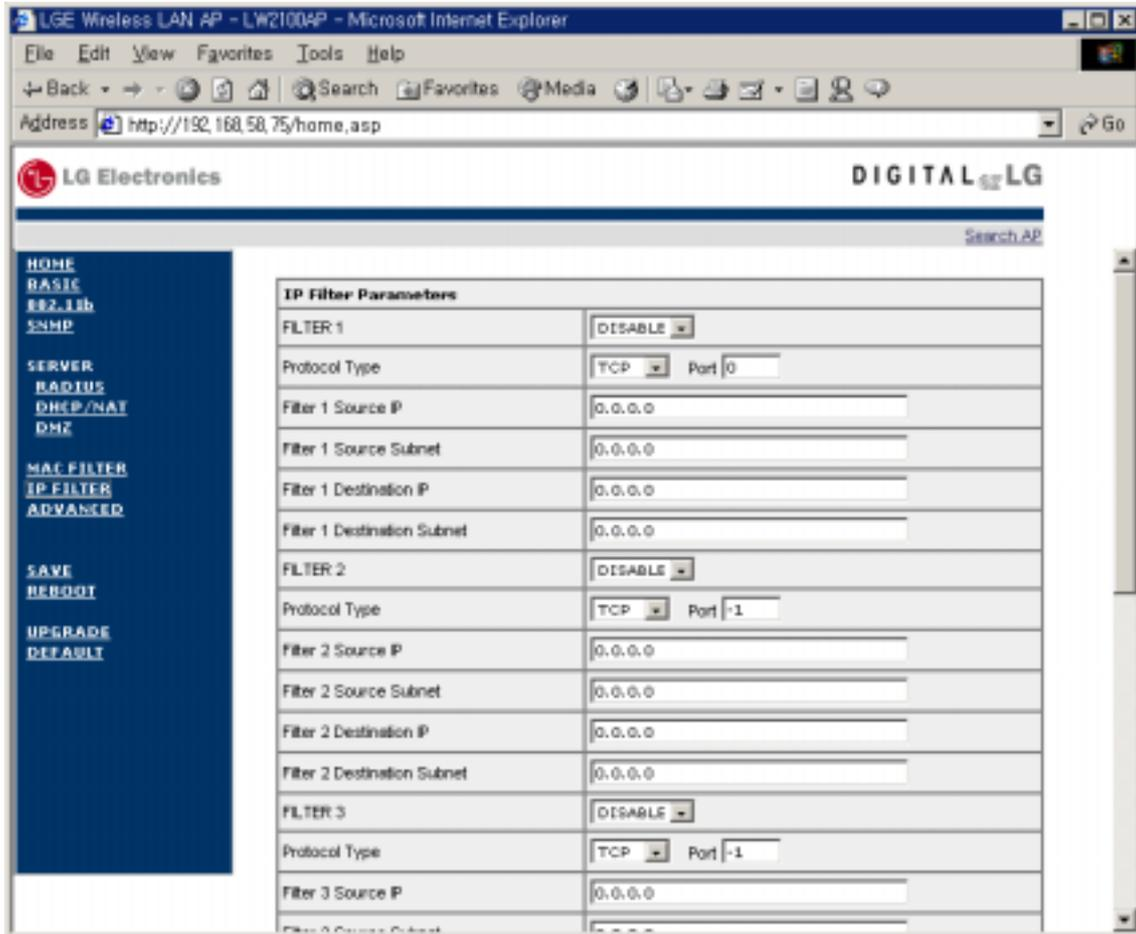 LGE Wireless LAN AP - LW2100AP - Microsoft Internet Explorer
File Edit View Favorites Tools Help
Back Search Favorites Media
Address http://192,168,58,75/home,asp Go
LG Electronics
DIGITAL LG
Search AP
HOME
BASIC
802.11b
SNMP
SERVER
RADIUS
DHCP/NAT
DMZ
MAC FILTER
IP FILTER
ADVANCED
SAVE
REBOOT
UPGRADE
DEFAULT
IP Filter Parameters
FILTER 1 DISABLE
Protocol Type TCP Port 0
Filter 1 Source IP 0.0.0.0
Filter 1 Source Subnet 0.0.0.0
Filter 1 Destination IP 0.0.0.0
Filter 1 Destination Subnet 0.0.0.0
FILTER 2 DISABLE
Protocol Type TCP Port -1
Filter 2 Source IP 0.0.0.0
Filter 2 Source Subnet 0.0.0.0
Filter 2 Destination IP 0.0.0.0
Filter 2 Destination Subnet 0.0.0.0
FILTER 3 DISABLE
Protocol Type TCP Port -1
Filter 3 Source IP 0.0.0.0